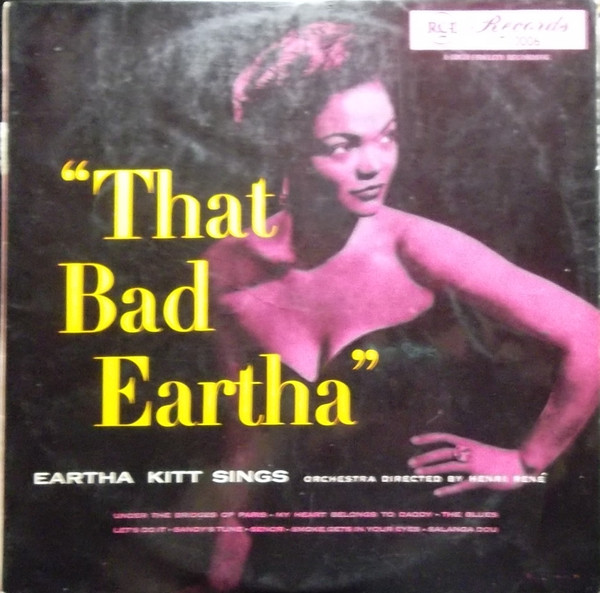 RCA Records
"That
Bad
Eartha"
EARTHA KITT SINGS ORCHESTRA DIRECTED BY HENRI RENÉ
UNDER THE BRIDGES OF PARIS - MY HEART BELONGS TO DADDY - THE BLUES
LET'S DO IT - SANDY'S TUNE - SENOR - SMOKE GETS IN YOUR EYES - SALANGA DOU